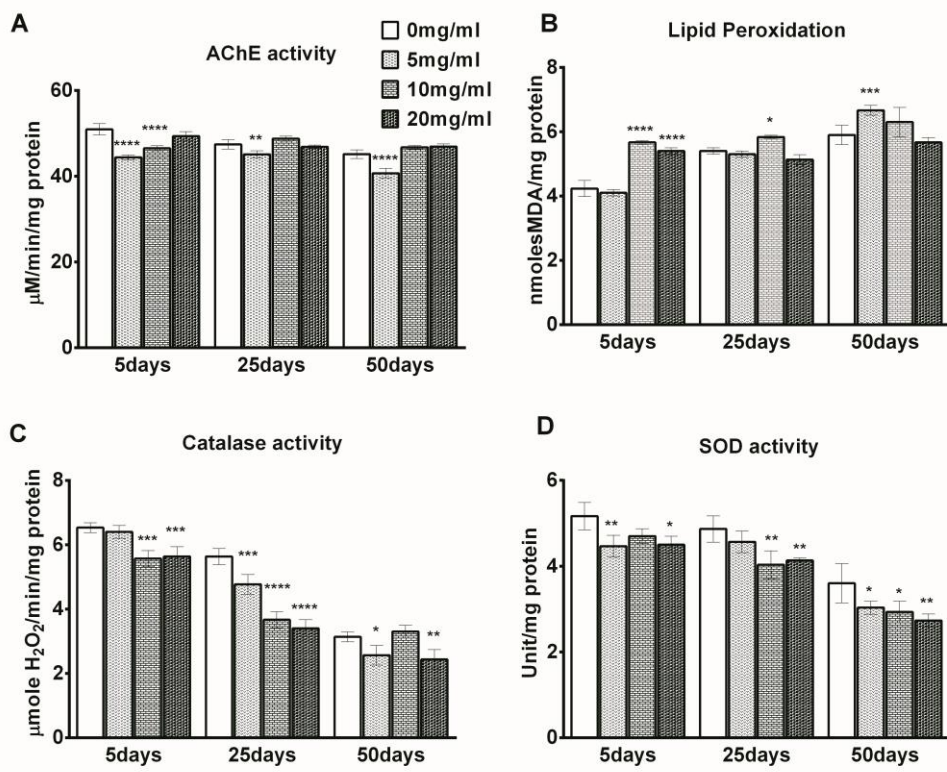 A
AChE activity
0mg/ml
5mg/ml
10mg/ml
20mg/ml
μM/min/mg protein
60
40
20
0
****
****
**
****
5days
25days
50days
B
Lipid Peroxidation
nmolesMDA/mg protein
8
6
4
2
0
****
****
*
***
5days
25days
50days
C
Catalase activity
μmole H₂O₂/min/mg protein
8
6
4
2
0
***
***
***
****
****
*
**
5days
25days
50days
D
SOD activity
Unit/mg protein
6
4
2
0
**
*
**
**
*
*
**
5days
25days
50days